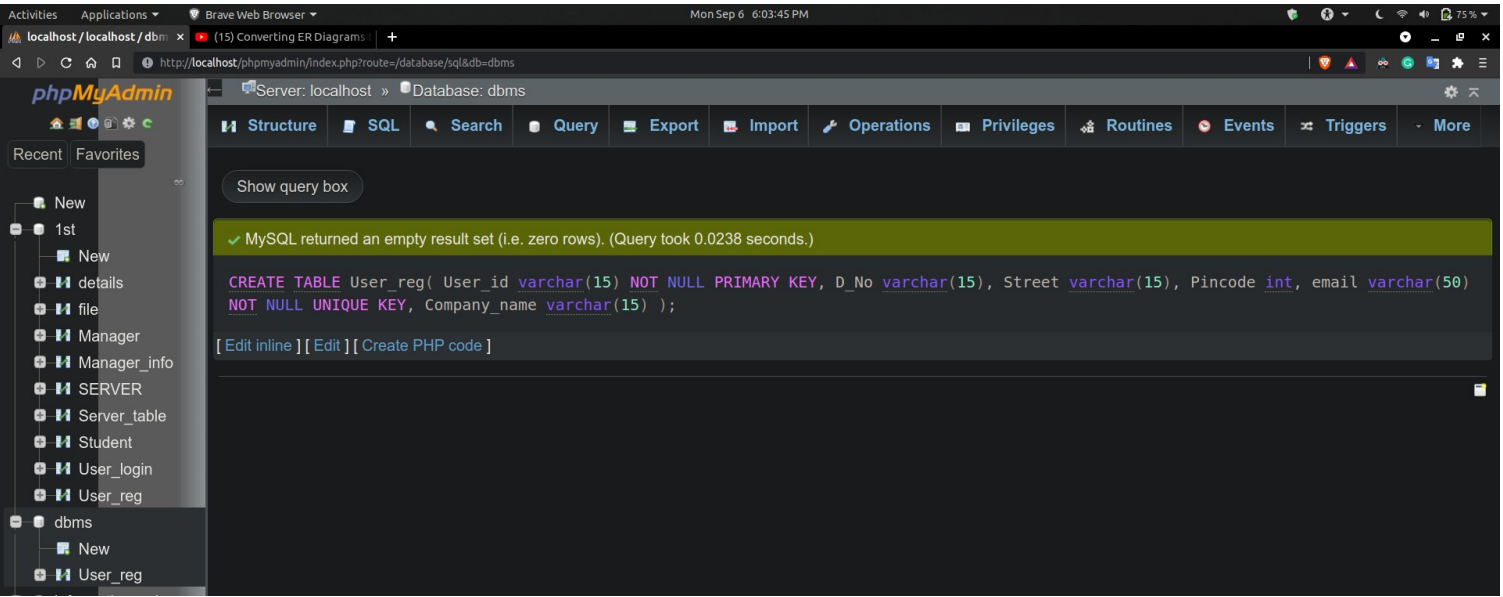 Activities Applications Brave Web Browser Mon Sep 6 6:03:45 PM 75%
localhost / localhost / dbm (15) Converting ER Diagrams
http://localhost/phpmyadmin/index.php?route=/database/sql&db=dbms
phpMyAdmin
Server: localhost » Database: dbms
Structure SQL Search Query Export Import Operations Privileges Routines Events Triggers More
Recent Favorites
Show query box
New
1st
New
details
file
Manager
Manager_info
SERVER
Server_table
Student
User_login
User_reg
dbms
New
User_reg
MySQL returned an empty result set (i.e. zero rows). (Query took 0.0238 seconds.)
CREATE TABLE User_reg( User_id varchar(15) NOT NULL PRIMARY KEY, D_No varchar(15), Street varchar(15), Pincode int, email varchar(50)
NOT NULL UNIQUE KEY, Company_name varchar(15) );
[ Edit inline ] [ Edit ] [ Create PHP code ]